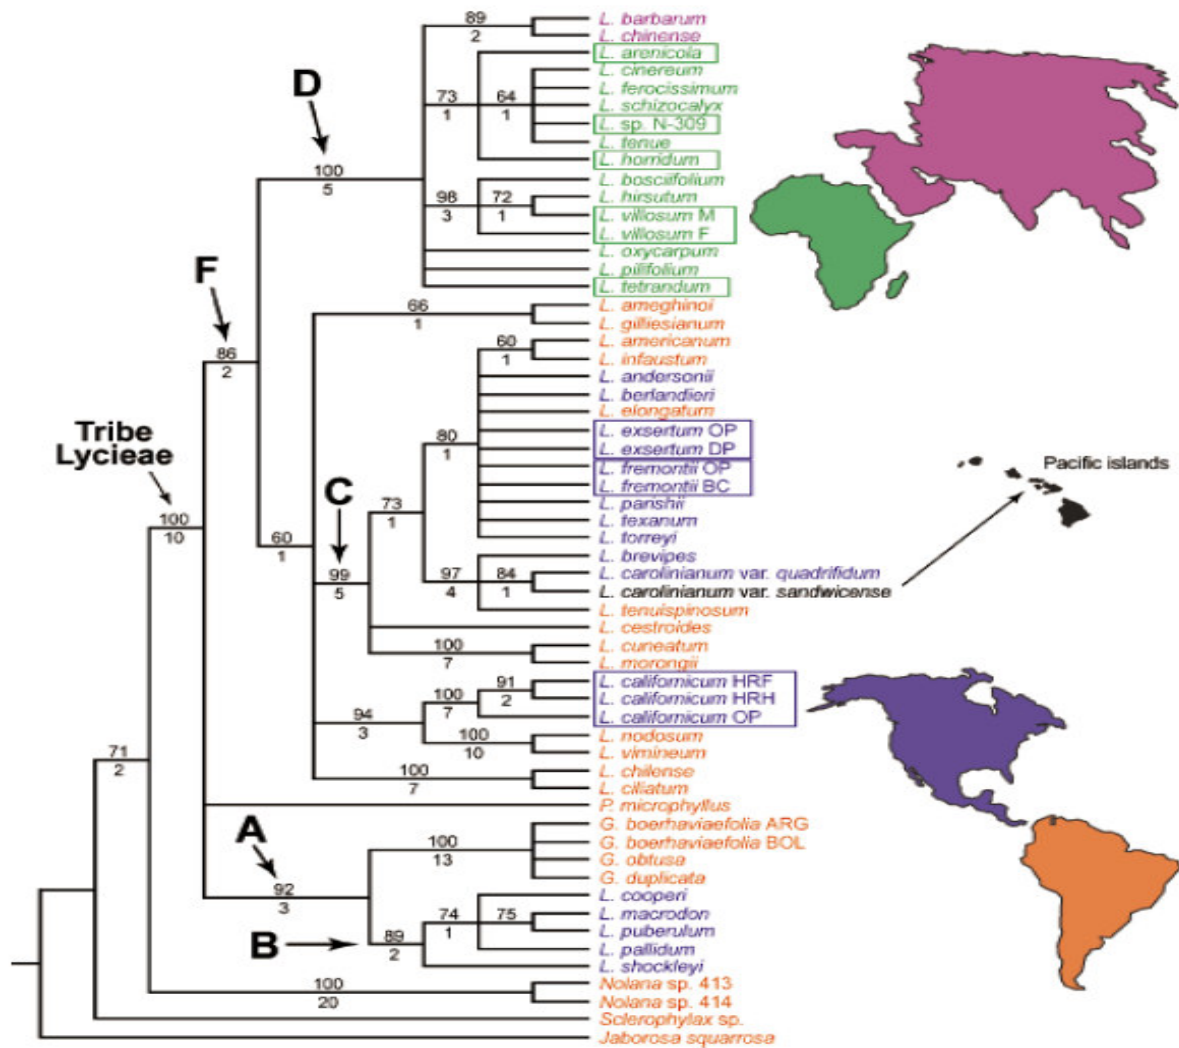 89
2
L. barbarum
L. chinense
L. arenicola
L. cinereum
L. ferocissimum
73
1
64
1
L. schizocalyx
L. sp. N-309
L. tenue
L. horridum
D
100
5
L. bosciifolium
98
3
72
1
L. hirsutum
L. villosum M
L. villosum F
L. oxycarpum
L. pilifolium
L. tetrandum
F
86
2
66
1
L. ameghinoi
L. gilliesianum
60
1
L. americanum
L. infaustum
L. andersonii
L. berlandieri
L. elongatum
80
1
L. exsertum OP
L. exsertum DP
L. fremontii OP
L. fremontii BC
L. parishii
L. texanum
L. torreyi
Pacific islands
Tribe
Lycieae
100
10
C
73
1
60
1
99
5
L. brevipes
97
4
84
1
L. carolinianum var. quadrifidum
L. carolinianum var. sandwicense
L. tenuispinosum
L. cestroides
100
7
L. cuneatum
L. morongii
91
2
L. californicum HRF
L. californicum HRH
100
7
L. californicum OP
94
3
100
10
L. nodosum
L. vimineum
71
2
100
7
L. chilense
L. ciliatum
P. microphyllus
A
92
3
100
13
G. boerhaviaefolia ARG
G. boerhaviaefolia BOL
G. obtusa
G. duplicata
B
89
2
74
1
75
L. cooperi
L. macrodon
L. puberulum
L. pallidum
L. shockleyi
100
20
Nolana sp. 413
Nolana sp. 414
Sclerophylax sp.
Jaborosa squarrosa